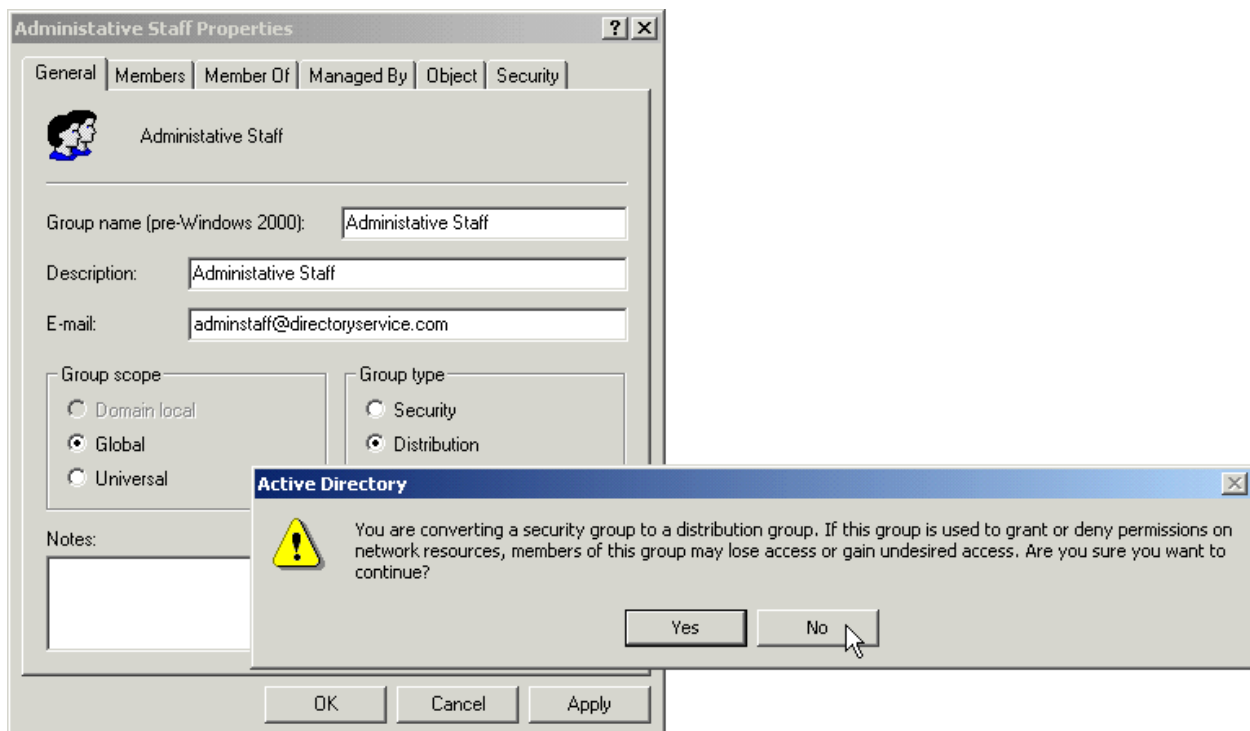 Administative Staff Properties
General Members Member Of Managed By Object Security
Administative Staff
Group name (pre-Windows 2000): Administative Staff
Description: Administative Staff
E-mail: adminstaff@directoryservice.com
Group scope
Domain local
Global
Universal
Group type
Security
Distribution
Notes:
Active Directory
You are converting a security group to a distribution group. If this group is used to grant or deny permissions on
network resources, members of this group may lose access or gain undesired access. Are you sure you want to
continue?
Yes No
OK Cancel Apply